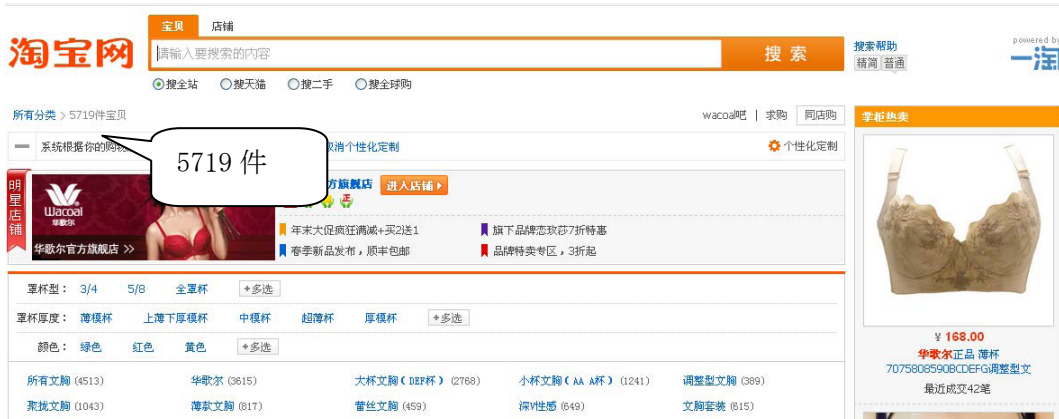 宝贝 店铺
淘宝网
请输入要搜索的内容 搜 索
搜索帮助
精简 普通
powered by
一淘
搜全站 搜天猫 搜二手 搜全球购
所有分类 > 5719件宝贝
wacoal吧 | 求购 同店购
掌柜热卖
系统根据你的购物
取消个性化定制
个性化定制
5719 件
明星店铺
Wacoal
华歌尔
华歌尔官方旗舰店 >>
方旗舰店 进入店铺
正
年末大促疯狂满减+买2送1 旗下品牌恋玫莎7折特惠
春季新品发布，顺丰包邮 品牌特卖专区，3折起
罩杯型： 3/4 5/8 全罩杯 +多选
罩杯厚度： 薄模杯 上薄下厚模杯 中模杯 超薄杯 厚模杯 +多选
颜色： 绿色 红色 黄色 +多选
所有文胸 (4513) 华歌尔 (3615) 大杯文胸( DEF杯 ) (2768) 小杯文胸( AA A杯 ) (1241) 调整型文胸 (389)
聚拢文胸 (1043) 薄款文胸 (817) 蕾丝文胸 (459) 深V性感 (649) 文胸套装 (615)
¥ 168.00
华歌尔正品 薄杯
7075808590BCDEFG调整型文
最近成交42笔